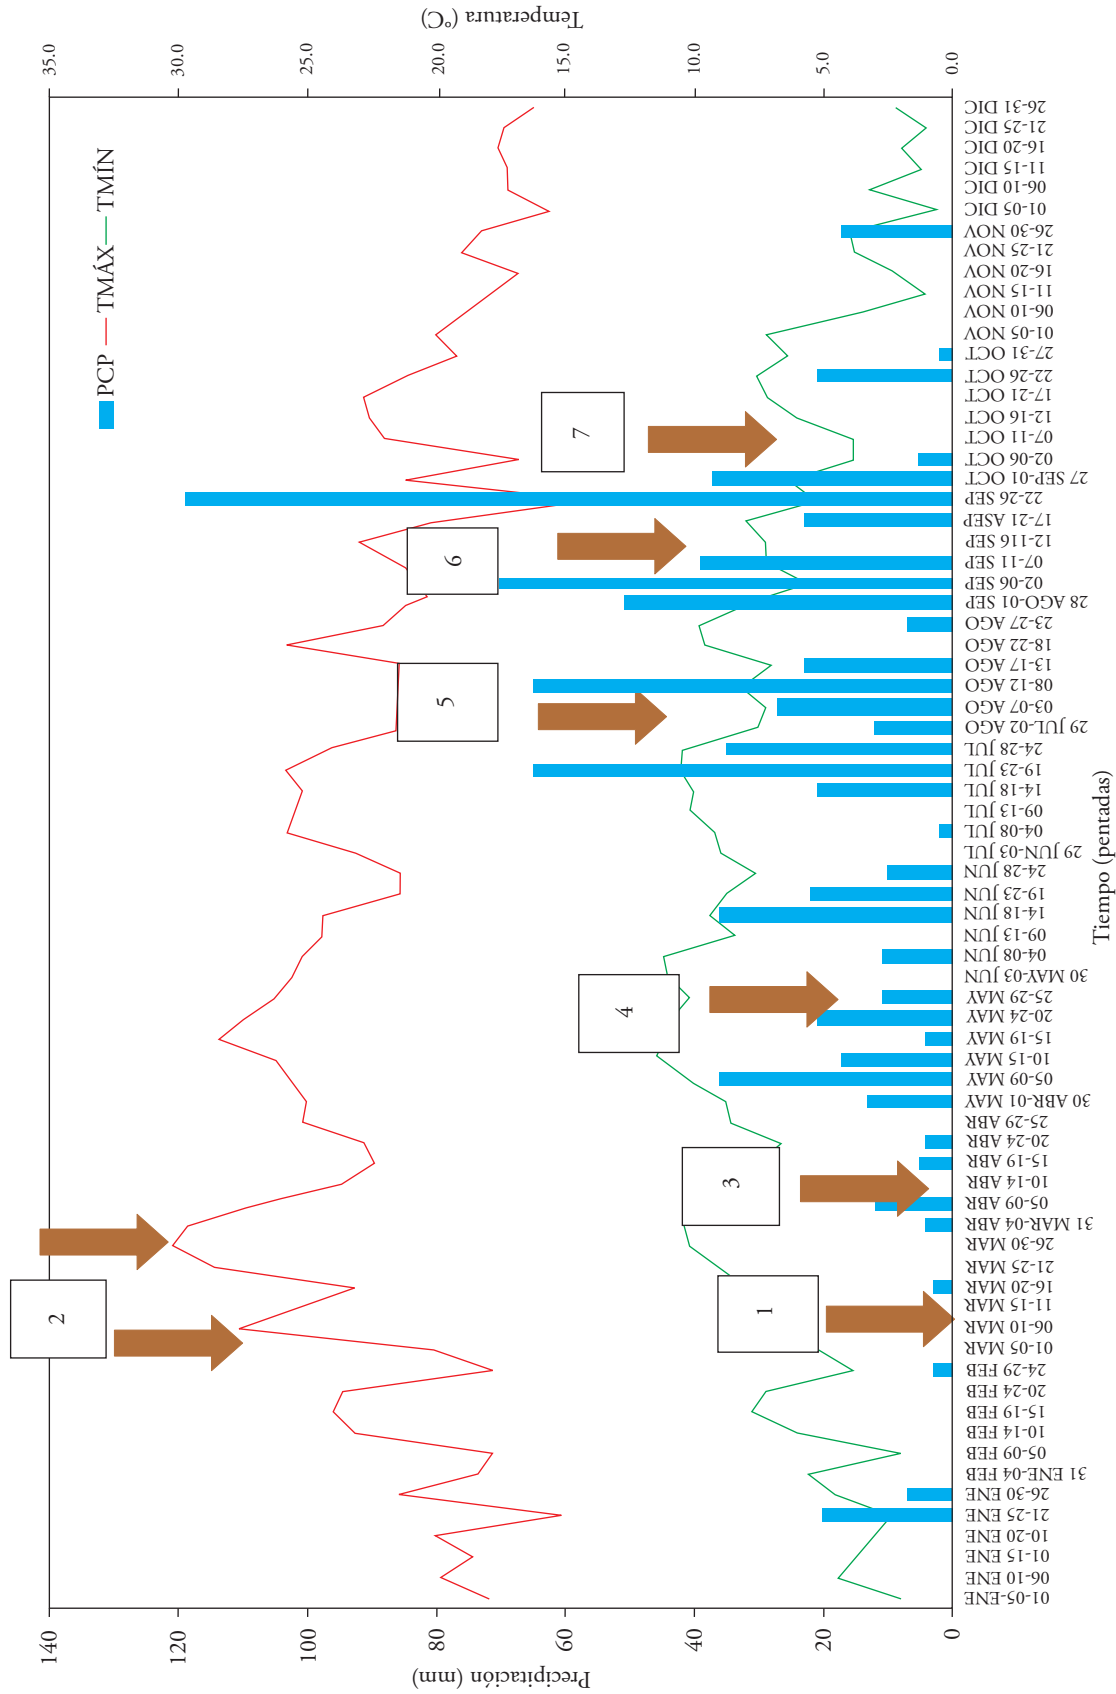 PCP
TMÁX
TMÍN
Precipitación (mm)
140
120
100
80
60
40
20
0
Temperatura (°C)
35.0
30.0
25.0
20.0
15.0
10.0
5.0
0.0
1
2
3
4
5
6
7
01-05-ENE
06-10 ENE
01-15 ENE
10-20 ENE
21-25 ENE
26-30 ENE
31 ENE-04 FEB
05-09 FEB
10-14 FEB
15-19 FEB
20-24 FEB
24-29 FEB
01-05 MAR
06-10 MAR
11-15 MAR
16-20 MAR
21-25 MAR
26-30 MAR
31 MAR-04 ABR
05-09 ABR
10-14 ABR
15-19 ABR
20-24 ABR
25-29 ABR
30 ABR-01 MAY
05-09 MAY
10-15 MAY
15-19 MAY
20-24 MAY
25-29 MAY
30 MAY-03 JUN
04-08 JUN
09-13 JUN
14-18 JUN
19-23 JUN
24-28 JUN
29 JUN-03 JUL
04-08 JUL
09-13 JUL
14-18 JUL
19-23 JUL
24-28 JUL
29 JUL-02 AGO
03-07 AGO
08-12 AGO
13-17 AGO
18-22 AGO
23-27 AGO
28 AGO-01 SEP
02-06 SEP
07-11 SEP
12-116 SEP
17-21 ASEP
22-26 SEP
27 SEP-01 OCT
02-06 OCT
07-11 OCT
12-16 OCT
17-21 OCT
22-26 OCT
27-31 OCT
01-05 NOV
06-10 NOV
11-15 NOV
16-20 NOV
21-25 NOV
26-30 NOV
01-05 DIC
06-10 DIC
11-15 DIC
16-20 DIC
21-25 DIC
26-31 DIC
Tiempo (pentadas)